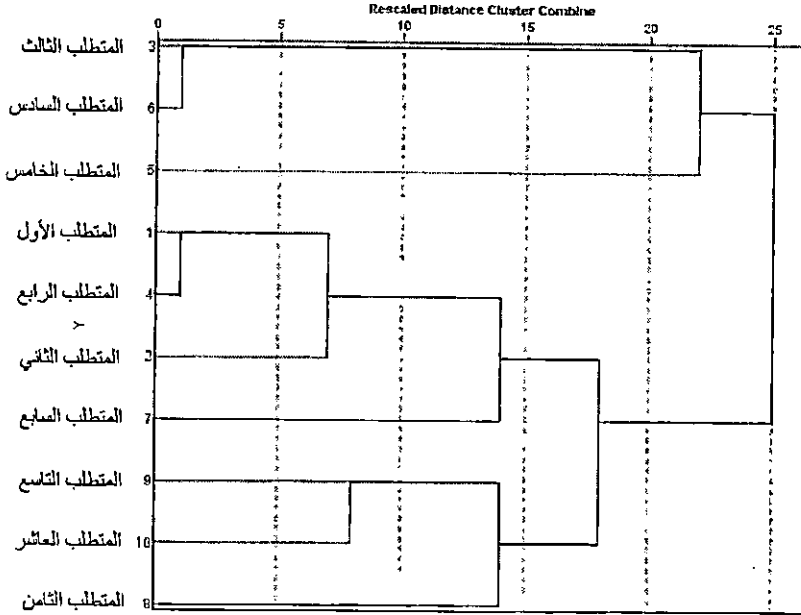 Rescaled Distance Cluster Combine
0 5 10 15 20 25
المتطلب الثالث 3
المتطلب السادس 6
المتطلب الخامس 5
المتطلب الأول 1
المتطلب الرابع 4
Y
المتطلب الثاني 2
المتطلب السابع 7
المتطلب التاسع 9
المتطلب العاشر 10
المتطلب الثامن 8